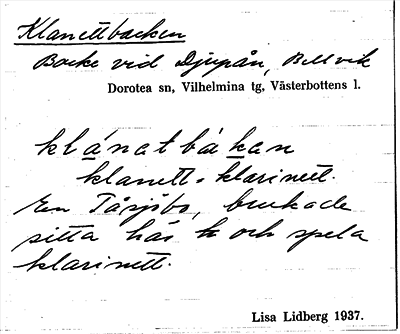 Klanettbacken
Backe vid Djupån, Bellvik
Dorotea sn, Vilhelmina tg, Västerbottens l.
klánatbákan
klanett = klarinett.
En Tåsjöbo, brukade
sitta här h och spela
klarinett.
Lisa Lidberg 1937.